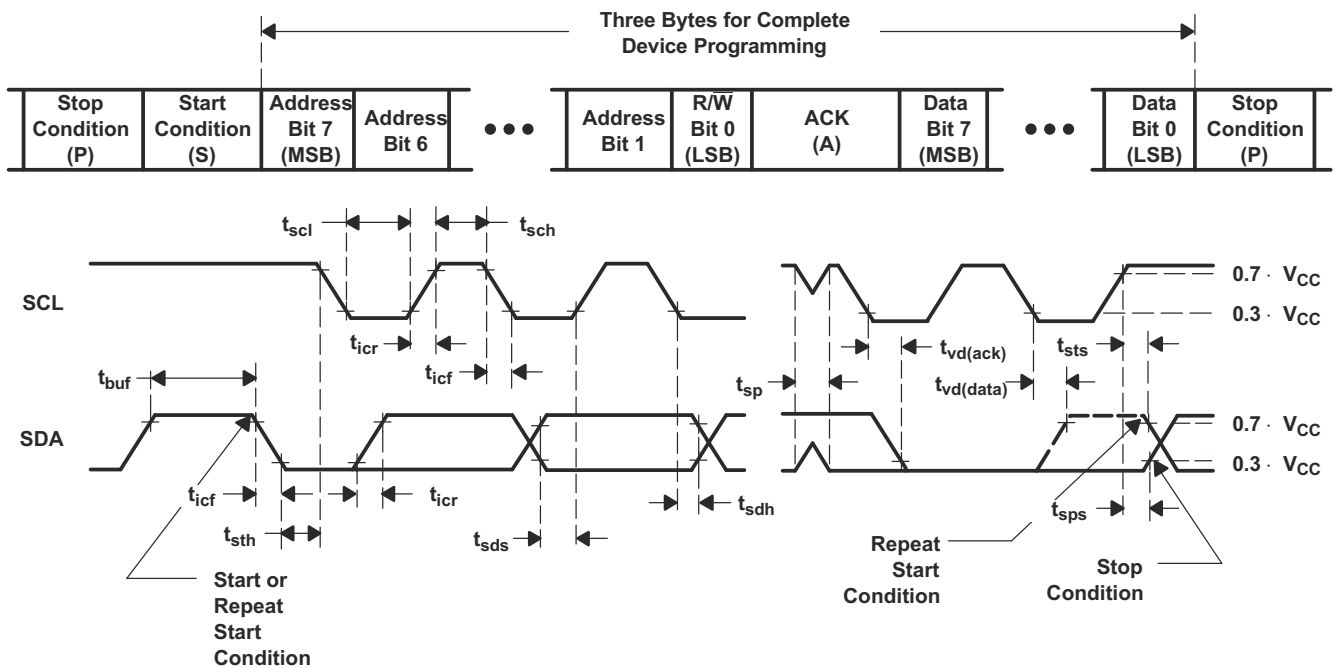 Three Bytes for Complete
Device Programming
Stop
Condition
(P)
Start
Condition
(S)
Address
Bit 7
(MSB)
Address
Bit 6
•••
Address
Bit 1
R/W̅
Bit 0
(LSB)
ACK
(A)
Data
Bit 7
(MSB)
•••
Data
Bit 0
(LSB)
Stop
Condition
(P)
tscl
tsch
0.7 · VCC
SCL
0.3 · VCC
ticr
ticf
tvd(ack)
tsts
tbuf
tsp
tvd(data)
SDA
0.7 · VCC
0.3 · VCC
ticf
ticr
tsdh
tsth
tsds
tsps
Start or
Repeat
Start
Condition
Repeat
Start
Condition
Stop
Condition